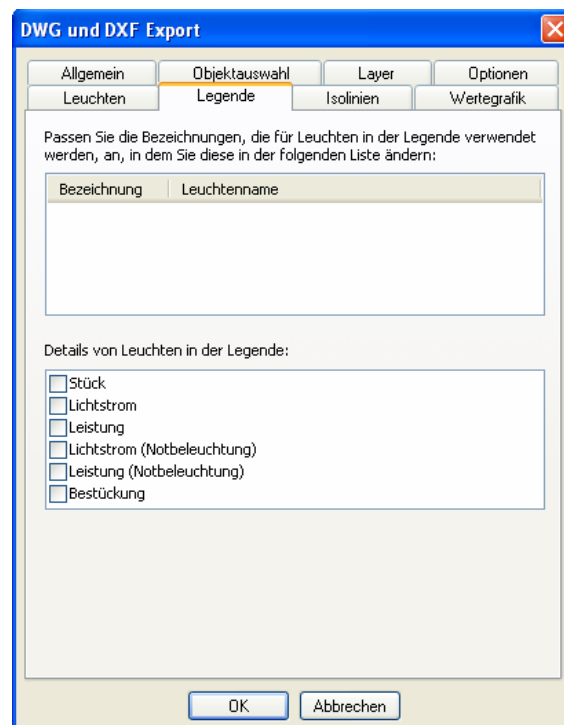 DWG und DXF Export
Allgemein Objektauswahl Layer Optionen
Leuchten Legende Isolinien Wertegrafik
Passen Sie die Bezeichnungen, die für Leuchten in der Legende verwendet
werden, an, in dem Sie diese in der folgenden Liste ändern:
Bezeichnung Leuchtenname
Details von Leuchten in der Legende:
Stück
Lichtstrom
Leistung
Lichtstrom (Notbeleuchtung)
Leistung (Notbeleuchtung)
Bestückung
OK Abbrechen